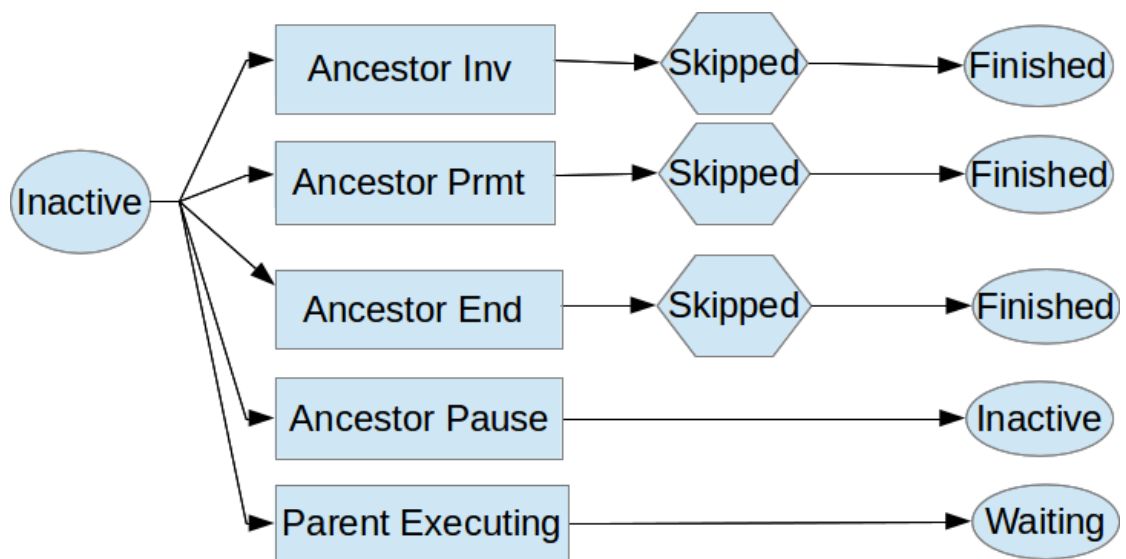 Inactive
Ancestor Inv
Skipped
Finished
Ancestor Prmt
Skipped
Finished
Ancestor End
Skipped
Finished
Ancestor Pause
Inactive
Parent Executing
Waiting